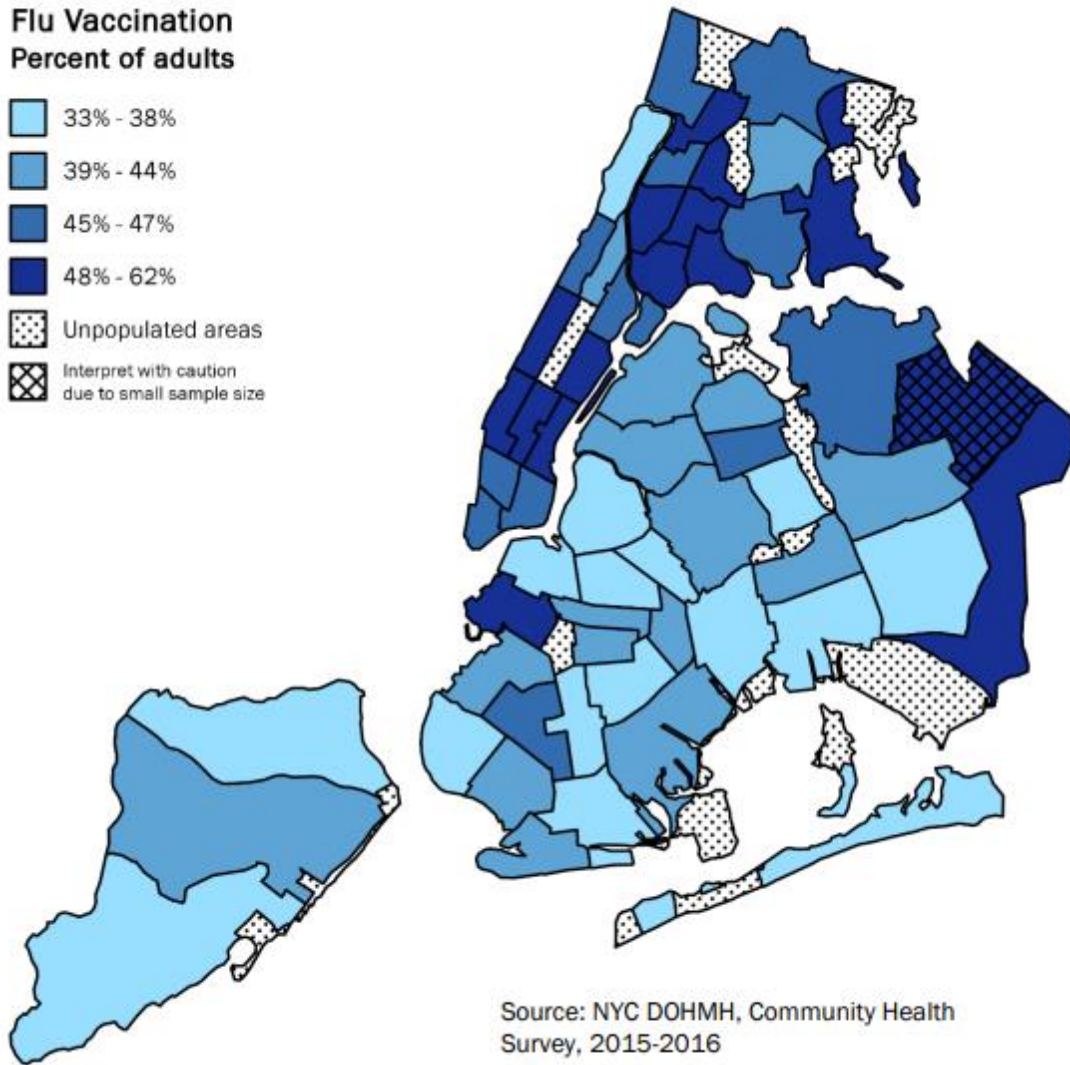 Flu Vaccination
Percent of adults
33% - 38%
39% - 44%
45% - 47%
48% - 62%
Unpopulated areas
Interpret with caution
due to small sample size
Source: NYC DOHMH, Community Health
Survey, 2015-2016